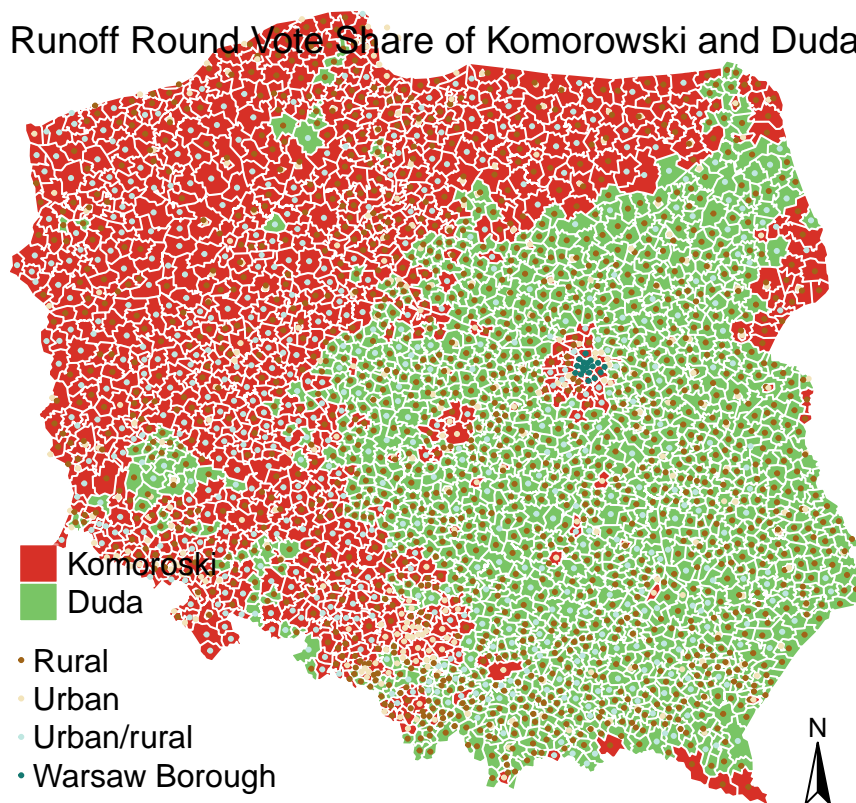 Runoff Round Vote Share of Komorowski and Duda
Komoroski
Duda
Rural
Urban
Urban/rural
Warsaw Borough
N